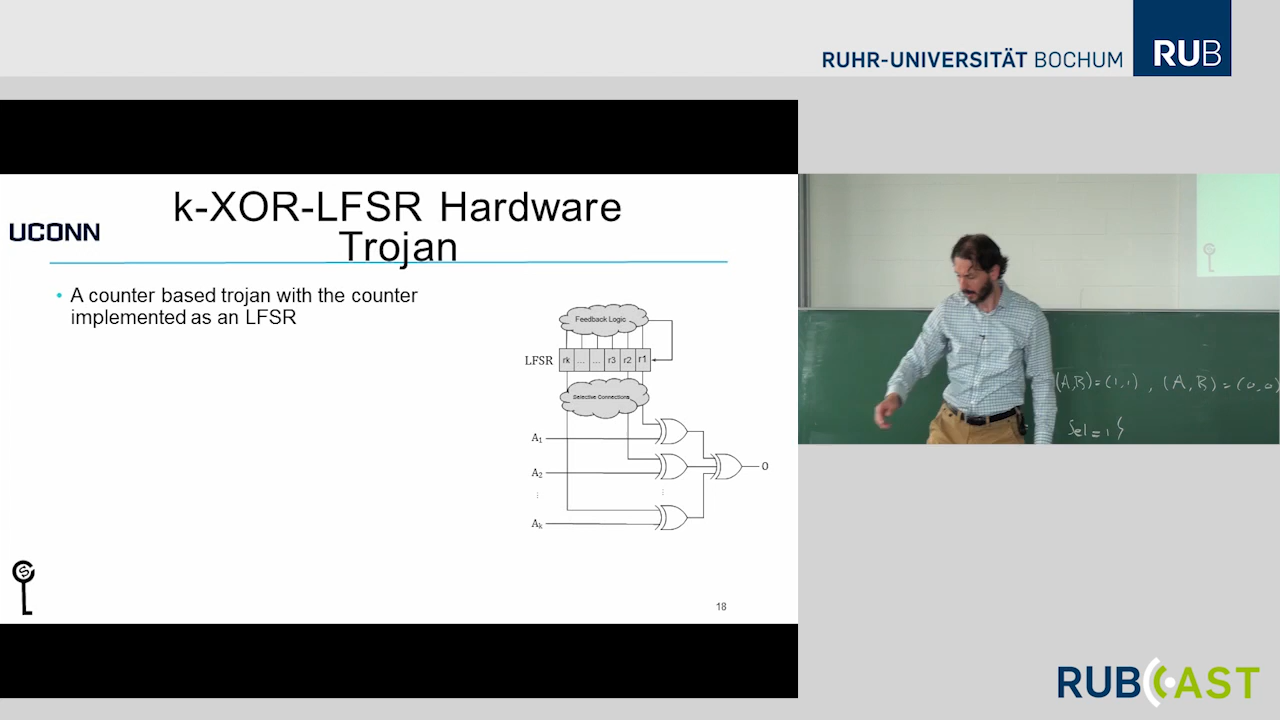 RUHR-UNIVERSITÄT BOCHUM
RUB
k-XOR-LFSR Hardware
Trojan
UCONN
• A counter based trojan with the counter
implemented as an LFSR
Feedback Logic
LFSR rk ... ... r3 r2 r1
Selective Connections
A1
A2
O
⋮ ⋮
Ak
S
18
(A,B)=(1,1) , (A,B)=(0,0)
Sel=1
RUBCAST